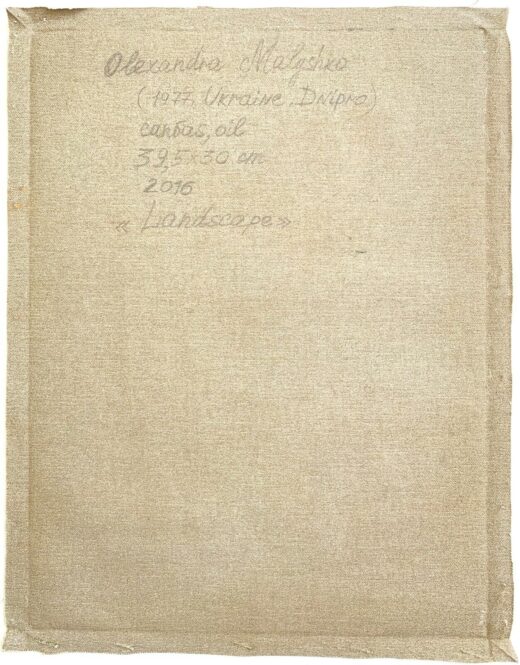 Olexandra Malyshko
(1977, Ukraine, Dnipro)
canvas, oil
39,5×30 cm
2016
« Landscape »